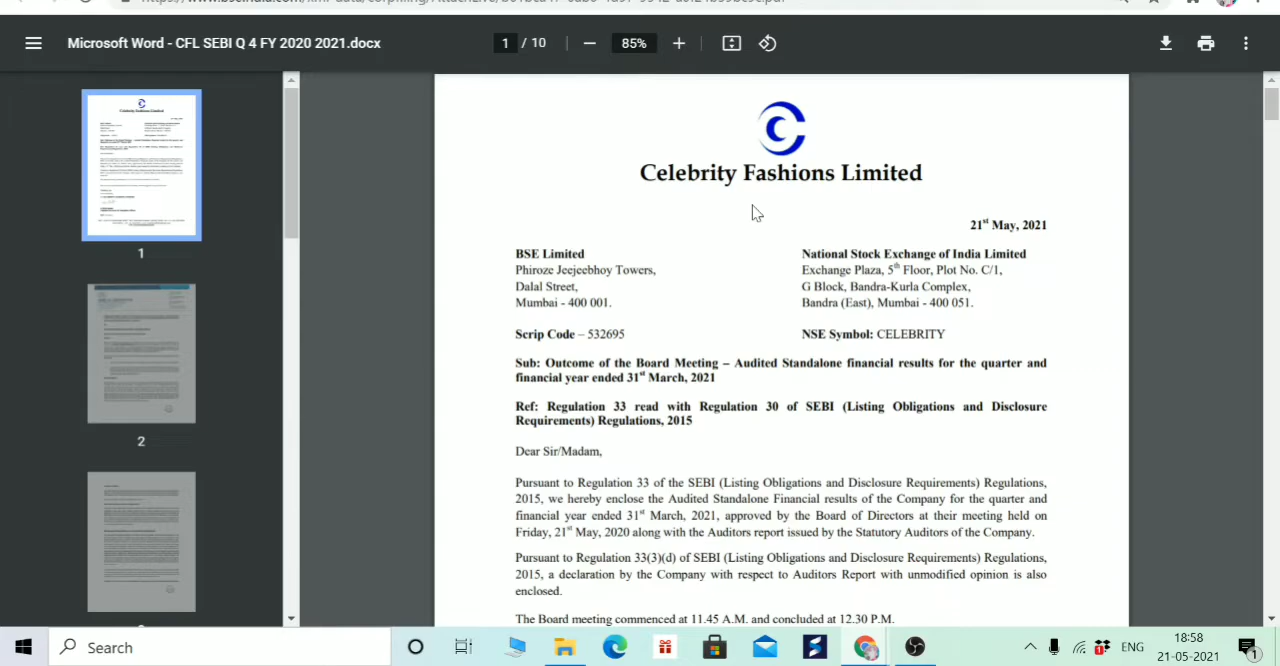 Microsoft Word - CFL SEBI Q 4 FY 2020 2021.docx
1 / 10
85%
Celebrity Fashions Limited
21st May, 2021
BSE Limited
Phiroze Jeejeebhoy Towers,
Dalal Street,
Mumbai - 400 001.
National Stock Exchange of India Limited
Exchange Plaza, 5th Floor, Plot No. C/1,
G Block, Bandra-Kurla Complex,
Bandra (East), Mumbai - 400 051.
Scrip Code – 532695
NSE Symbol: CELEBRITY
Sub: Outcome of the Board Meeting – Audited Standalone financial results for the quarter and
financial year ended 31st March, 2021
Ref: Regulation 33 read with Regulation 30 of SEBI (Listing Obligations and Disclosure
Requirements) Regulations, 2015
Dear Sir/Madam,
Pursuant to Regulation 33 of the SEBI (Listing Obligations and Disclosure Requirements) Regulations,
2015, we hereby enclose the Audited Standalone Financial results of the Company for the quarter and
financial year ended 31st March, 2021, approved by the Board of Directors at their meeting held on
Friday, 21st May, 2020 along with the Auditors report issued by the Statutory Auditors of the Company.
Pursuant to Regulation 33(3)(d) of SEBI (Listing Obligations and Disclosure Requirements) Regulations,
2015, a declaration by the Company with respect to Auditors Report with unmodified opinion is also
enclosed.
The Board meeting commenced at 11.45 A.M. and concluded at 12.30 P.M.
1
2
Search
ENG
18:58
21-05-2021
1